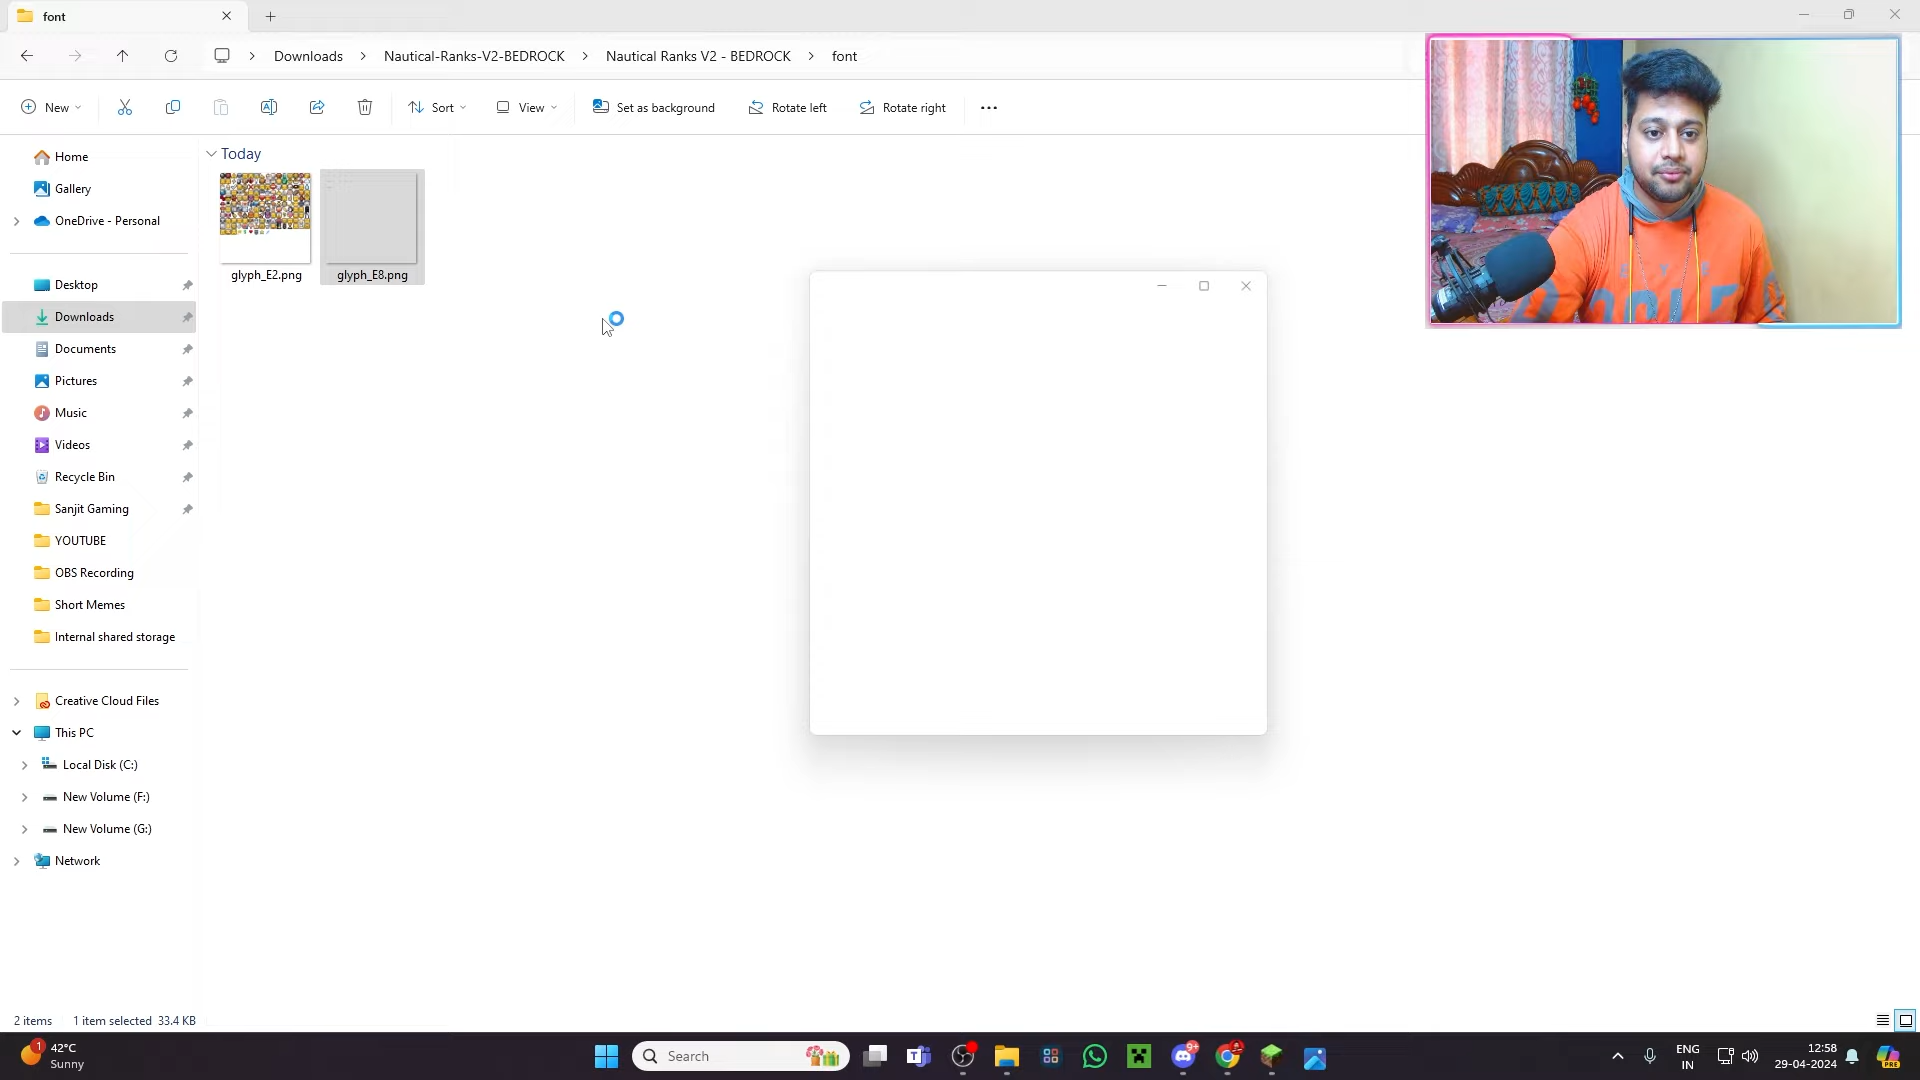 font
Downloads
Nautical-Ranks-V2-BEDROCK
Nautical Ranks V2 - BEDROCK
font
New
Sort
View
Set as background
Rotate left
Rotate right
Home
Gallery
OneDrive - Personal
Desktop
Downloads
Documents
Pictures
Music
Videos
Recycle Bin
Sanjit Gaming
YOUTUBE
OBS Recording
Short Memes
Internal shared storage
Creative Cloud Files
This PC
Local Disk (C:)
New Volume (F:)
New Volume (G:)
Network
Today
glyph_E2.png
glyph_E8.png
2 items
1 item selected 33.4 KB
1
42°C
Sunny
Search
9+
ENG
IN
12:58
29-04-2024
PRE